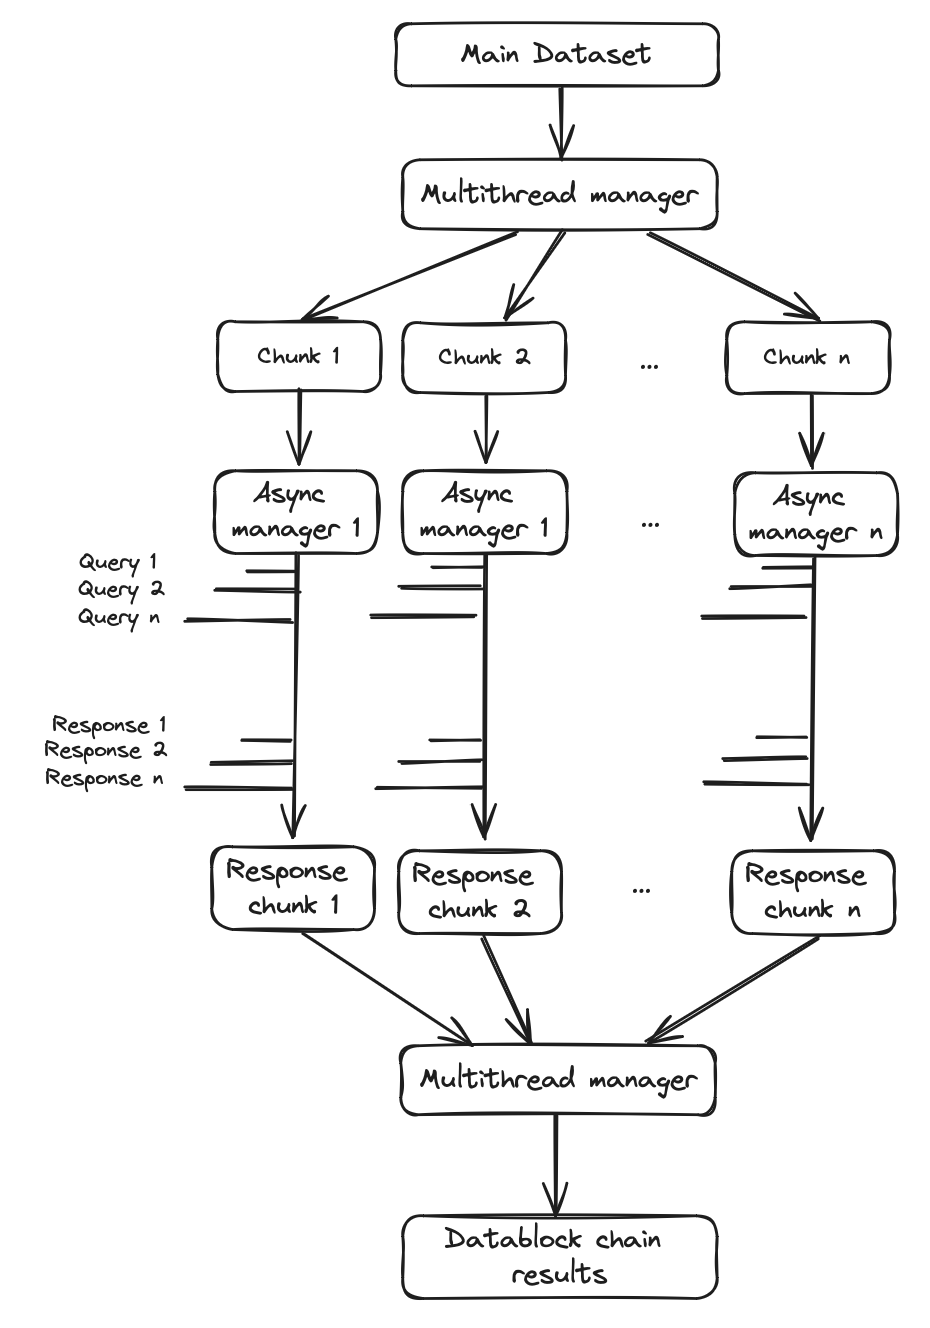 Main Dataset
Multithread manager
Chunk 1
Chunk 2
...
Chunk n
Async
manager 1
Async
manager 1
...
Async
manager n
Query 1
Query 2
Query n
Response 1
Response 2
Response n
Response
chunk 1
Response
chunk 2
...
Response
chunk n
Multithread manager
Datablock chain
results